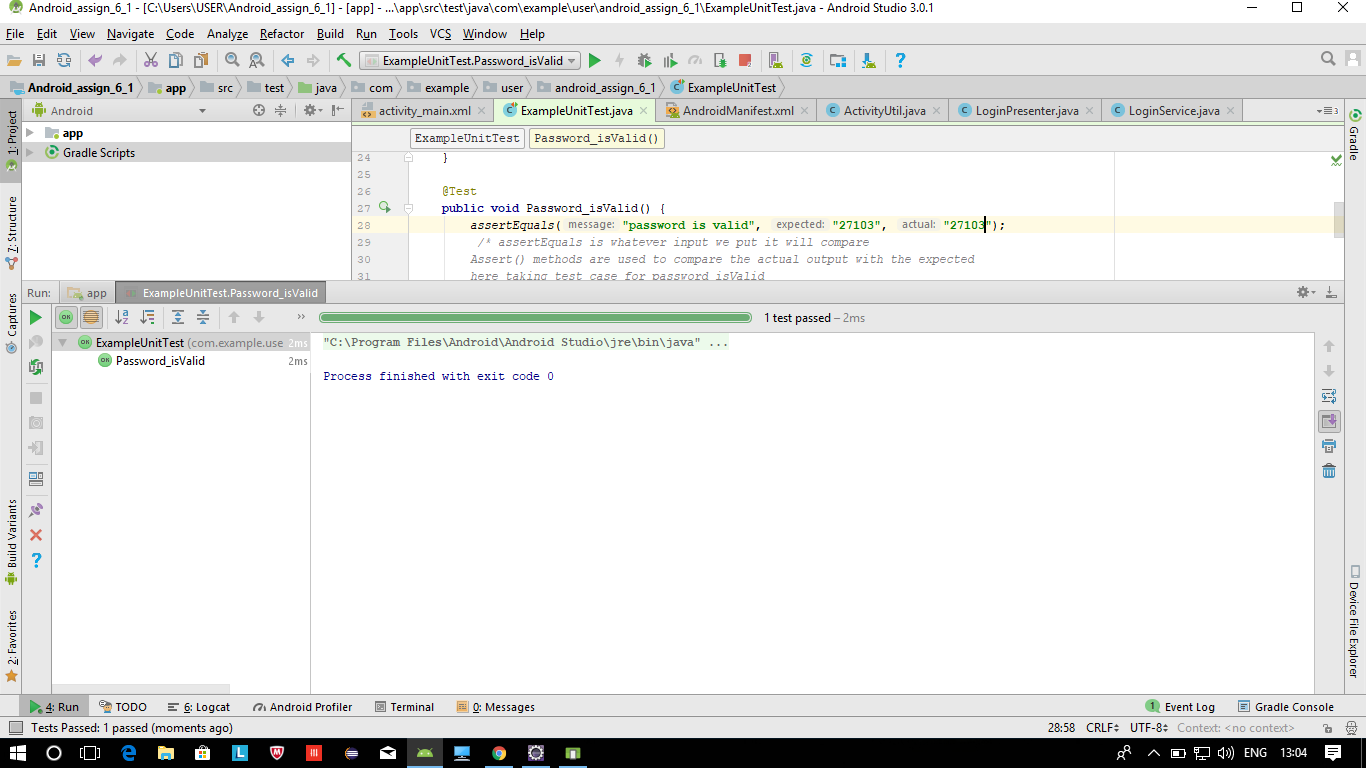 Android_assign_6_1 - [C:\Users\USER\Android_assign_6_1] - [app] - ...\app\src\test\java\com\example\user\android_assign_6_1\ExampleUnitTest.java - Android Studio 3.0.1
File Edit View Navigate Code Analyze Refactor Build Run Tools VCS Window Help
ExampleUnitTest.Password_isValid
Android_assign_6_1 app src test java com example user android_assign_6_1 ExampleUnitTest
Android activity_main.xml ExampleUnitTest.java AndroidManifest.xml ActivityUtil.java LoginPresenter.java LoginService.java
1: Project
7: Structure
Captures
Build Variants
2: Favorites
Gradle
Device File Explorer
app
Gradle Scripts
ExampleUnitTest Password_isValid()
24 }
25
26 @Test
27 public void Password_isValid() {
28 assertEquals( message: "password is valid", expected: "27103", actual: "27103");
29 /* assertEquals is whatever input we put it will compare
30 Assert() methods are used to compare the actual output with the expected
31 here taking test case for password isValid
Run: app ExampleUnitTest.Password_isValid
1 test passed – 2ms
ExampleUnitTest (com.example.use 2ms
Password_isValid 2ms
"C:\Program Files\Android\Android Studio\jre\bin\java" ...
Process finished with exit code 0
4: Run TODO 6: Logcat Android Profiler Terminal 0: Messages 1 Event Log Gradle Console
Tests Passed: 1 passed (moments ago) 28:58 CRLF UTF-8 Context: <no context>
ENG 13:04